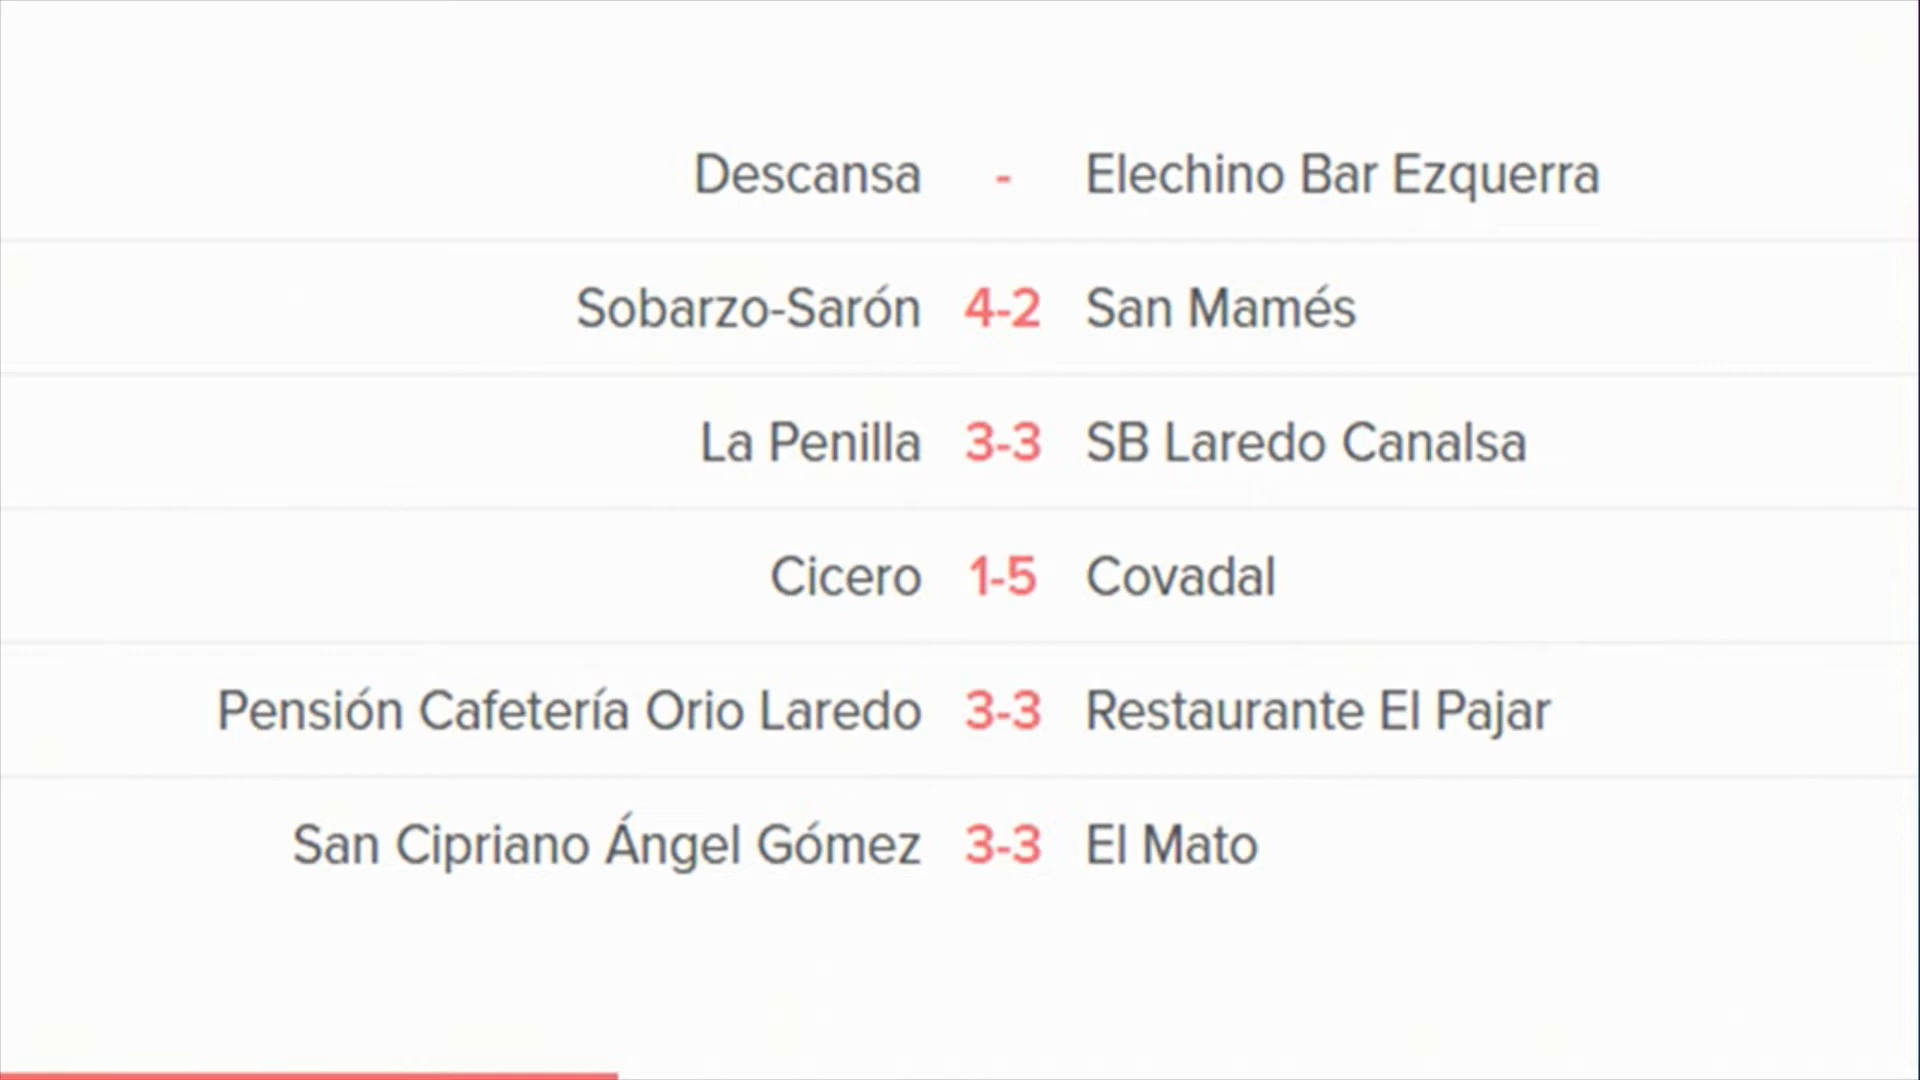 Descansa - Elechino Bar Ezquerra
Sobarzo-Sarón 4-2 San Mamés
La Penilla 3-3 SB Laredo Canalsa
Cicero 1-5 Covadal
Pensión Cafetería Orio Laredo 3-3 Restaurante El Pajar
San Cipriano Ángel Gómez 3-3 El Mato